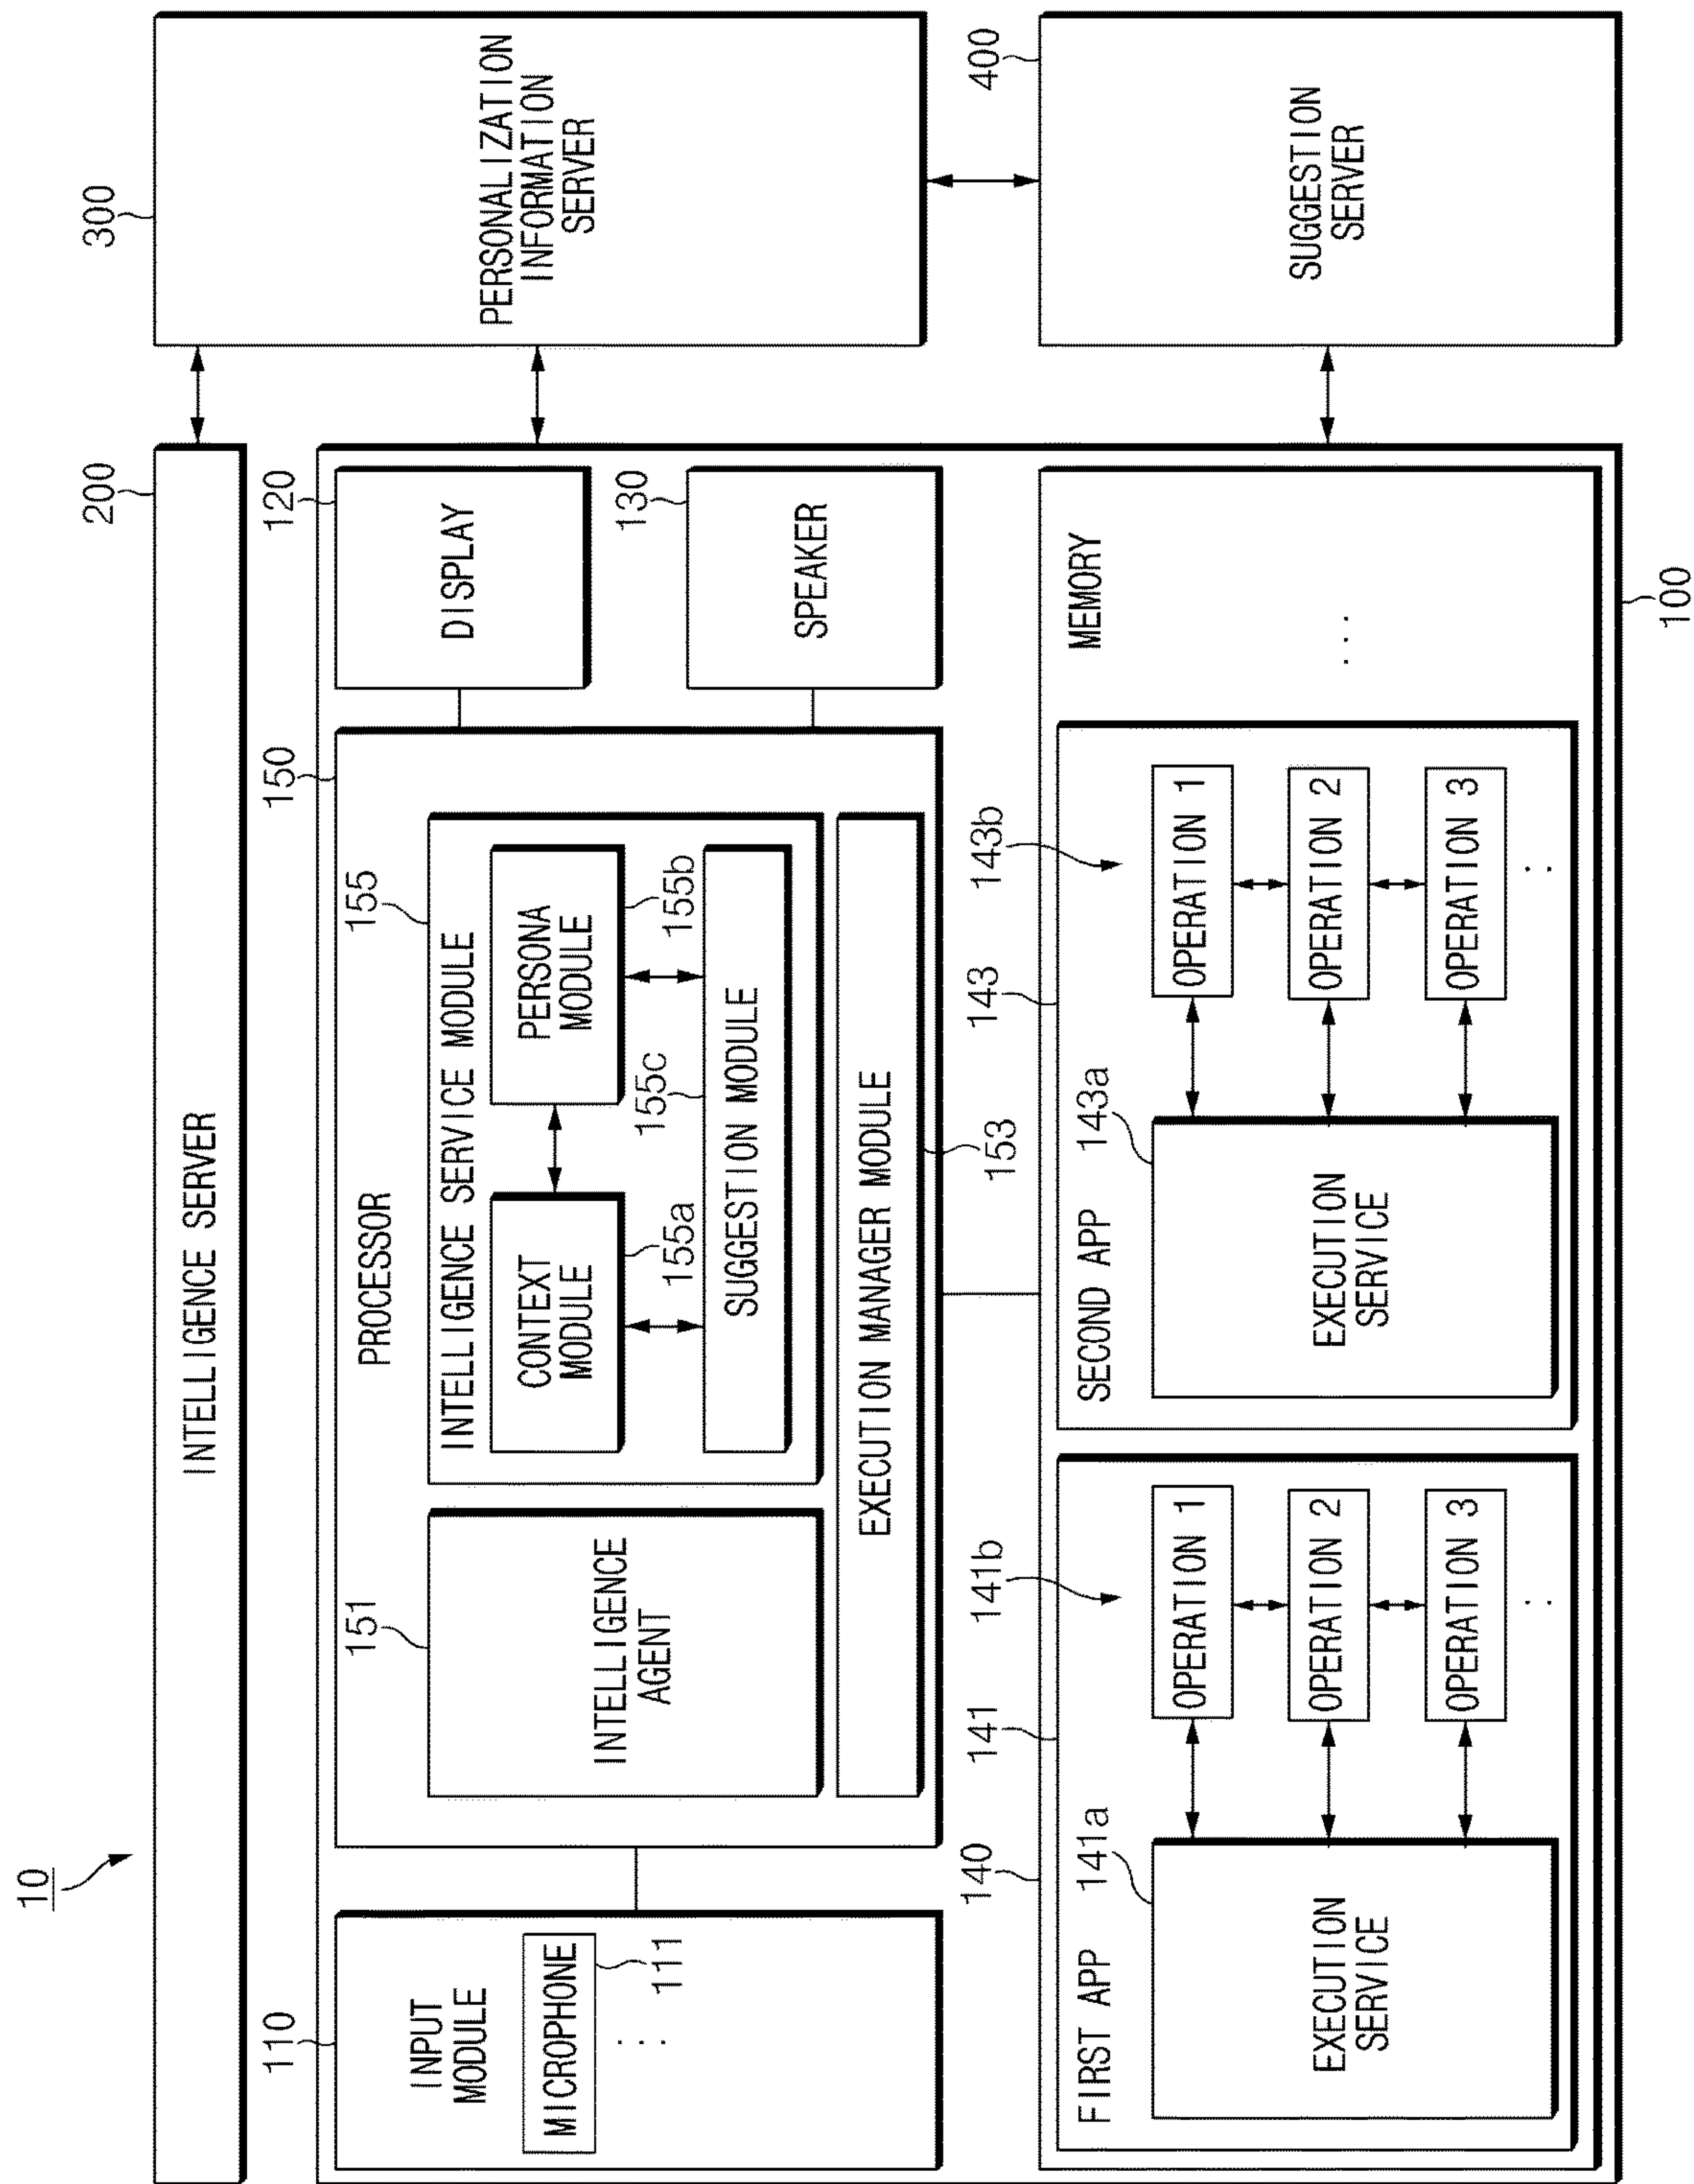 10
INTELLIGENCE SERVER
200
300
PERSONALIZATION
INFORMATION
SERVER
110
INPUT
MODULE
MICROPHONE
111
...
150
PROCESSOR
151
INTELLIGENCE
AGENT
155
INTELLIGENCE SERVICE MODULE
CONTEXT
MODULE
155a
PERSONA
MODULE
155b
155c
SUGGESTION MODULE
EXECUTION MANAGER MODULE
153
120
DISPLAY
130
SPEAKER
400
SUGGESTION
SERVER
140
MEMORY
...
141
FIRST APP
141a
EXECUTION
SERVICE
141b
OPERATION 1
OPERATION 2
OPERATION 3
..
143
SECOND APP
143a
EXECUTION
SERVICE
143b
OPERATION 1
OPERATION 2
OPERATION 3
..
100